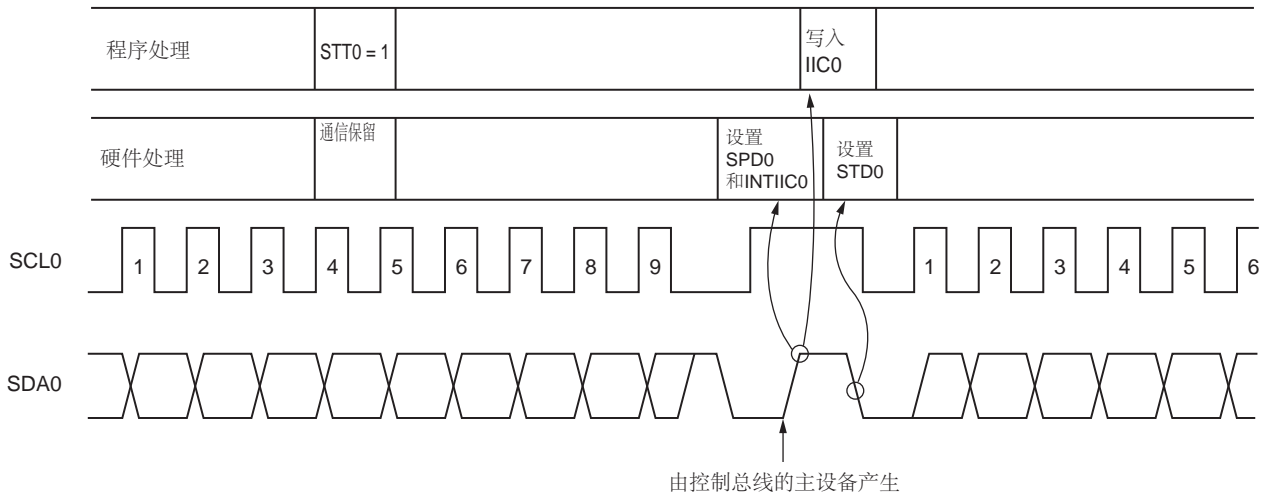 程序处理
STT0 = 1
写入
IIC0
硬件处理
通信保留
设置
SPD0
和INTIIC0
设置
STD0
SCL0
1 2 3 4 5 6 7 8 9 1 2 3 4 5 6
SDA0
由控制总线的主设备产生